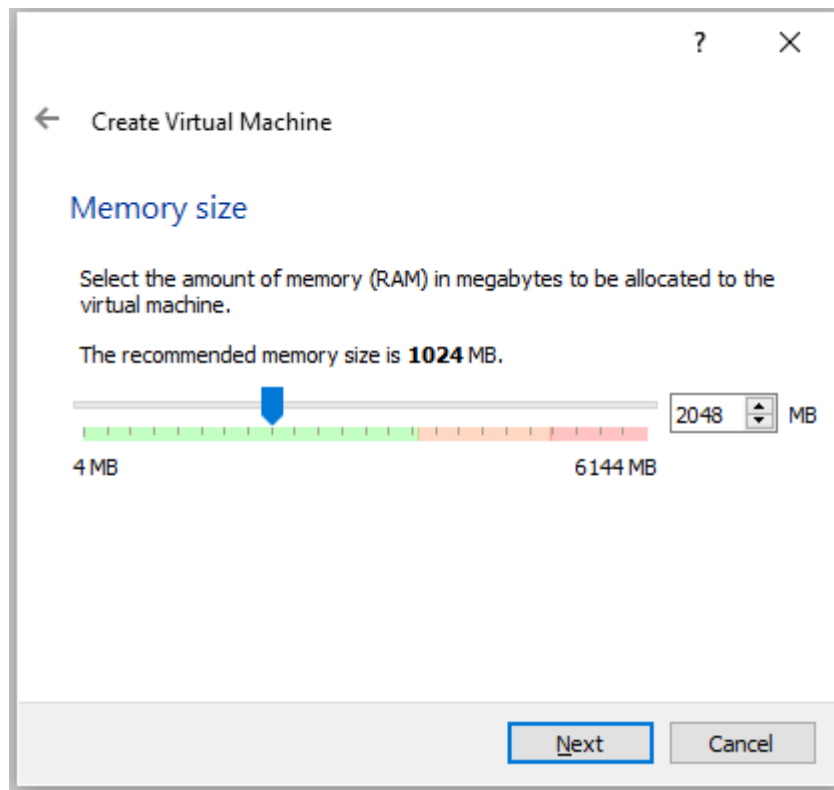 ?
Create Virtual Machine
Memory size
Select the amount of memory (RAM) in megabytes to be allocated to the
virtual machine.
The recommended memory size is 1024 MB.
2048 MB
4 MB 6144 MB
Next Cancel